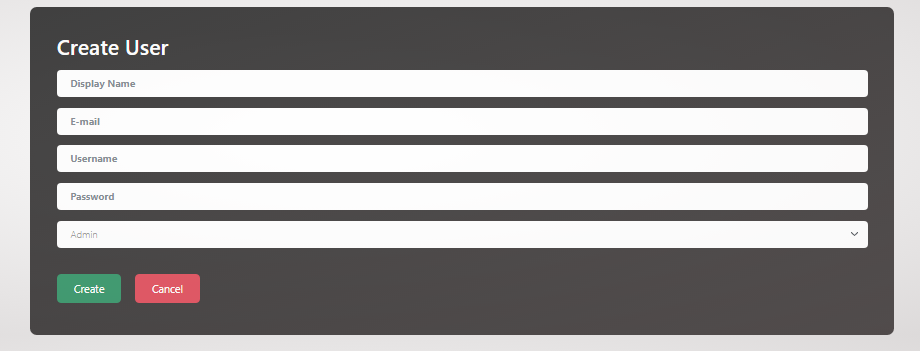 Create User
Display Name
E-mail
Username
Password
Admin
Create Cancel